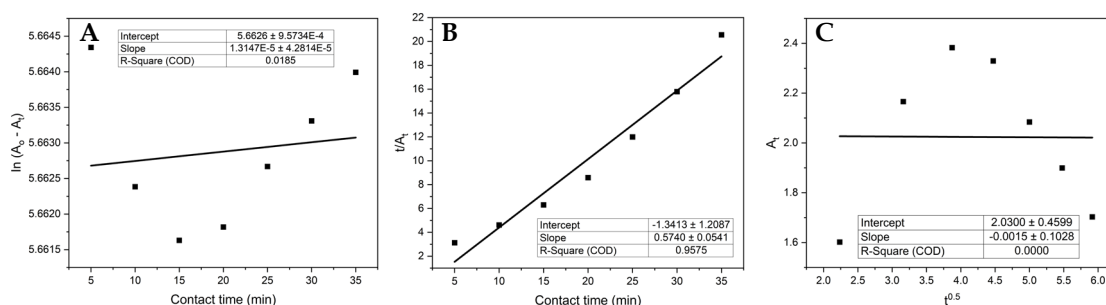 A
5.6645
5.6640
5.6635
5.6630
5.6625
5.6620
5.6615
ln (A₀ - Aₜ)
Intercept 5.6626 ± 9.5734E-4
Slope 1.3147E-5 ± 4.2814E-5
R-Square (COD) 0.0185
5 10 15 20 25 30 35
Contact time (min)
B
22
20
18
16
14
12
10
8
6
4
2
t/Aₜ
Intercept -1.3413 ± 1.2087
Slope 0.5740 ± 0.0541
R-Square (COD) 0.9575
5 10 15 20 25 30 35
Contact time (min)
C
2.4
2.2
2.0
1.8
1.6
Aₜ
Intercept 2.0300 ± 0.4599
Slope -0.0015 ± 0.1028
R-Square (COD) 0.0000
2.0 2.5 3.0 3.5 4.0 4.5 5.0 5.5 6.0
t⁰·⁵